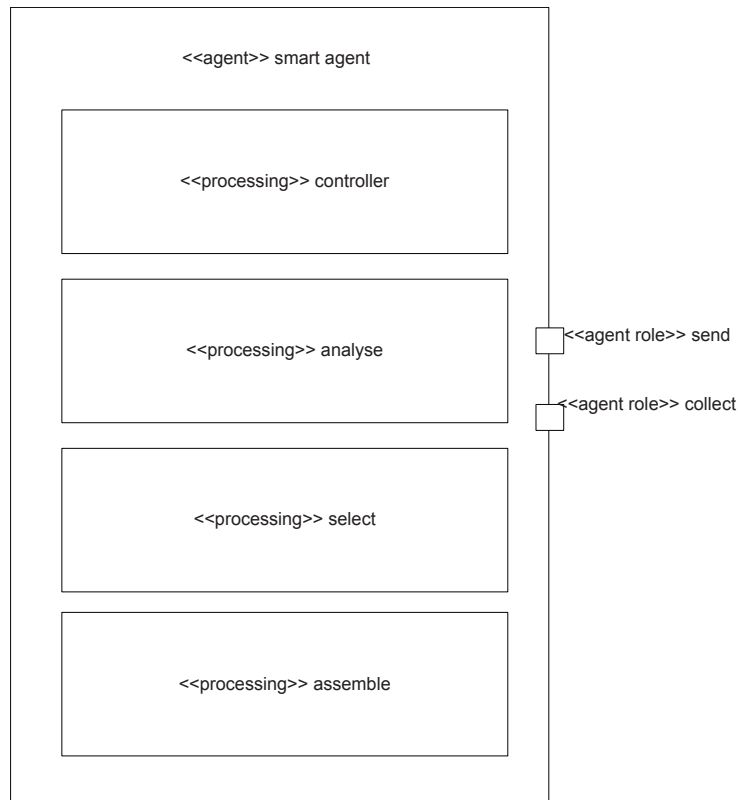 <<agent>> smart agent
<<processing>> controller
<<processing>> analyse
<<agent role>> send
<<agent role>> collect
<<processing>> select
<<processing>> assemble